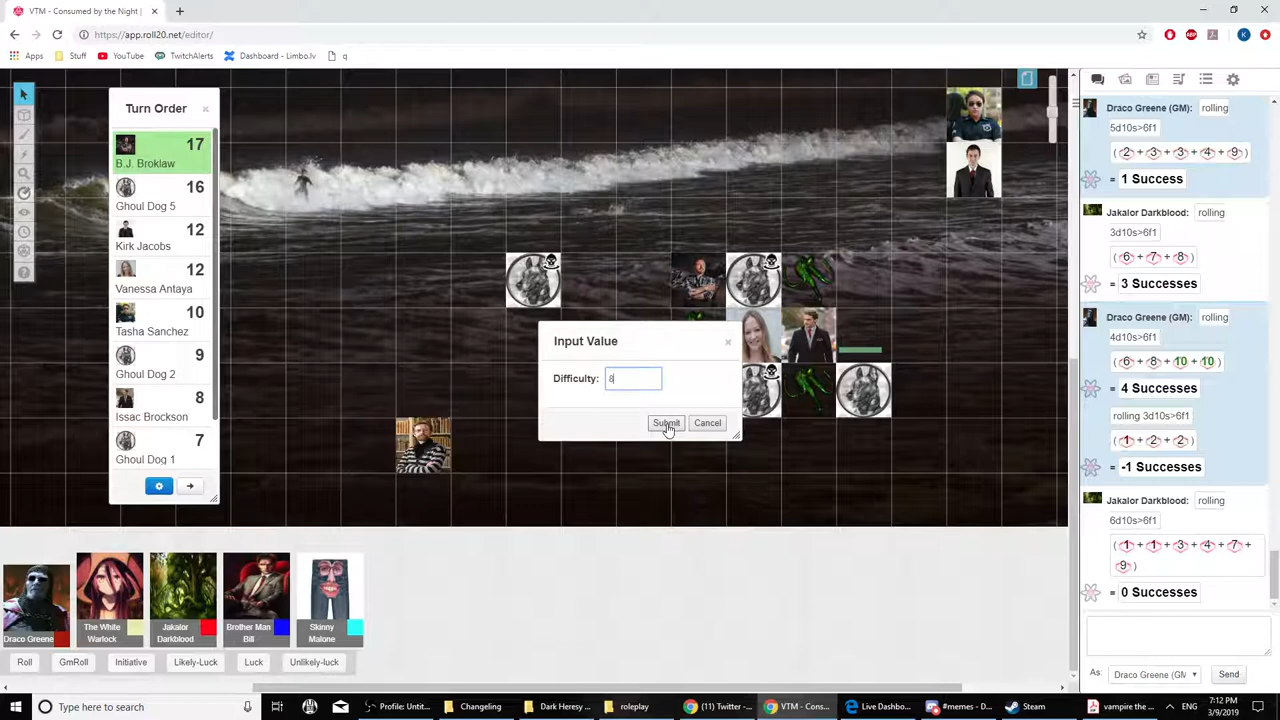 VTM - Consumed by the Night |
https://app.roll20.net/editor/
Apps
Stuff
YouTube
TwitchAlerts
Dashboard - Limbo.lv
q
ABP
K
Turn Order
17
B.J. Broklaw
16
Ghoul Dog 5
12
Kirk Jacobs
12
Vanessa Antaya
10
Tasha Sanchez
9
Ghoul Dog 2
8
Issac Brockson
7
Ghoul Dog 1
Input Value
Difficulty: 8
Submit
Cancel
Draco Greene (GM): rolling
5d10s>6f1
(2+3+3+4+9)
= 1 Success
Jakalor Darkblood: rolling
3d10s>6f1
(6+7+8)
= 3 Successes
Draco Greene (GM): rolling
4d10s>6f1
(6+8+10+10)
= 4 Successes
rolling 3d10s>6f1
(1+2+2)
= -1 Successes
Jakalor Darkblood: rolling
6d10s>6f1
(1+1+3+4+7+
9)
= 0 Successes
As:
Draco Greene (GM)
Send
Draco Greene
The White Warlock
Jakalor Darkblood
Brother Man Bill
Skinny Malone
Roll
GmRoll
Initiative
Likely-Luck
Luck
Unlikely-luck
Type here to search
Profile: Untit...
Changeling
Dark Heresy ...
roleplay
(11) Twitter - ...
VTM - Cons...
Live Dashbo...
#memes - D...
Steam
vampire the ...
ENG
7:12 PM
3/9/2019